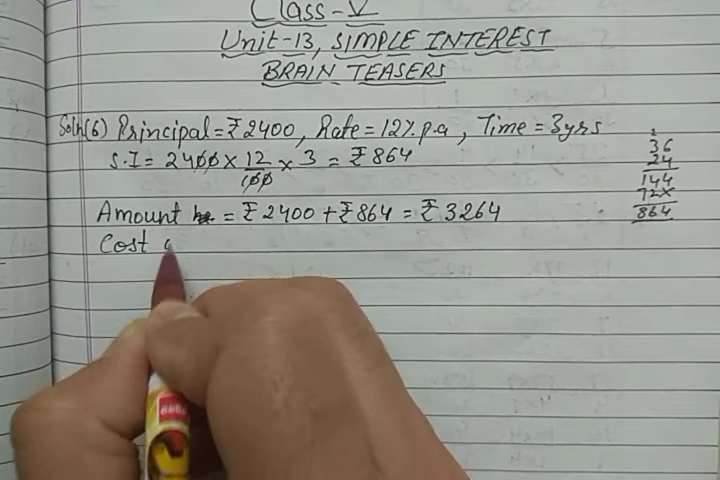 Class-V
Unit-13, SIMPLE INTEREST
BRAIN TEASERS
Soln(6) Principal = ₹2400, Rate = 12%p.a, Time = 3yrs
S.I = 2400 × 12/100 × 3 = ₹864
Amount = ₹2400 + ₹864 = ₹3264
Cost
2
36
24
144
72×
864